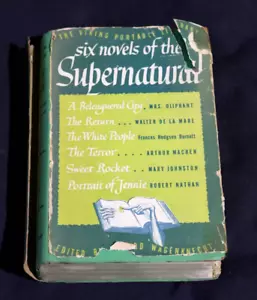 THE VIKING PORTABLE
six novels of the
Supernatural
A Beleaguered City . MRS. OLIPHANT
The Return . . . WALTER DE LA MARE
The White People Frances Hodgson Burnett
The Terror . . . . . ARTHUR MACHEN
Sweet Rocket . . MARY JOHNSTON
Portrait of Jennie ROBERT NATHAN
EDITED WAGENKNECHT